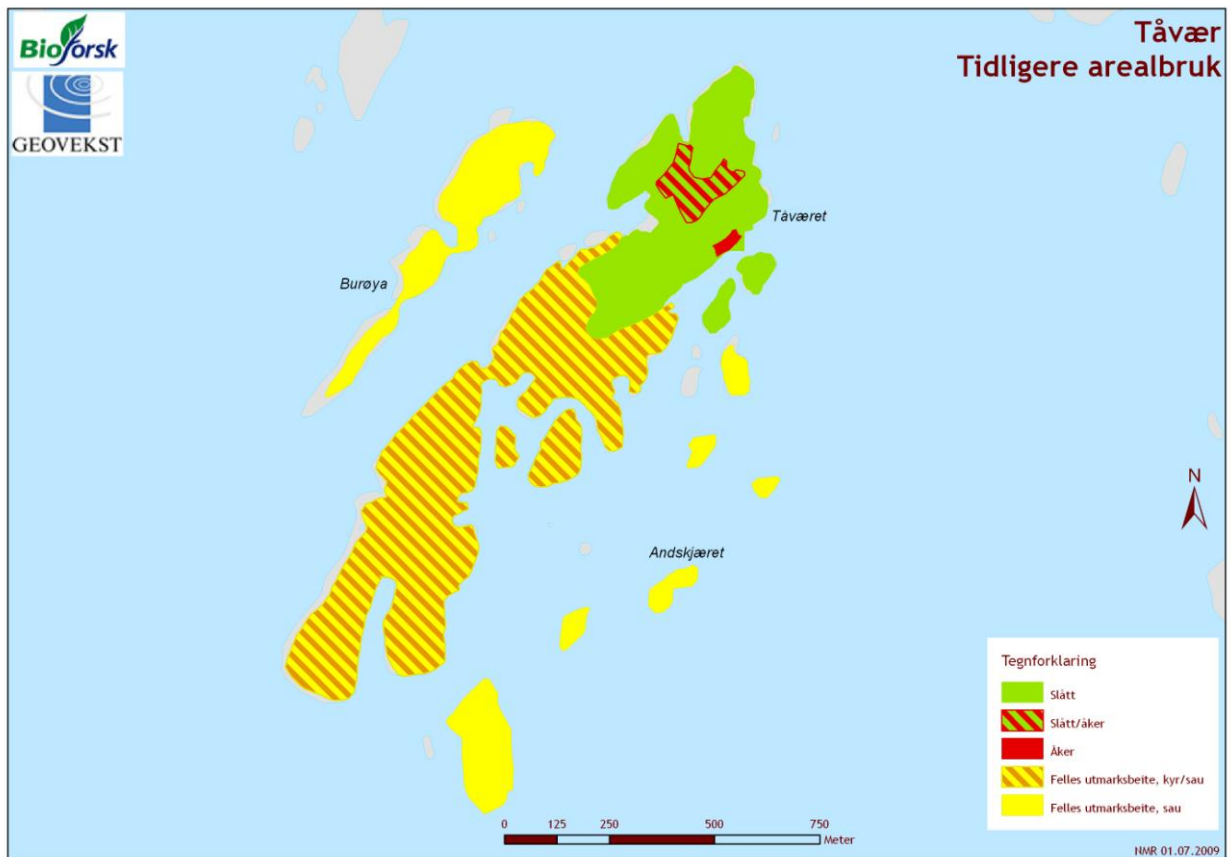 Bioforsk
GEOVEKST
Tåvær
Tidligere arealbruk
Tåværet
Burøya
Andskjæret
N
Tegnforklaring
Slått
Slått/åker
Åker
Felles utmarksbeite, kyr/sau
Felles utmarksbeite, sau
0 125 250 500 750
Meter
NMR 01.07.2009